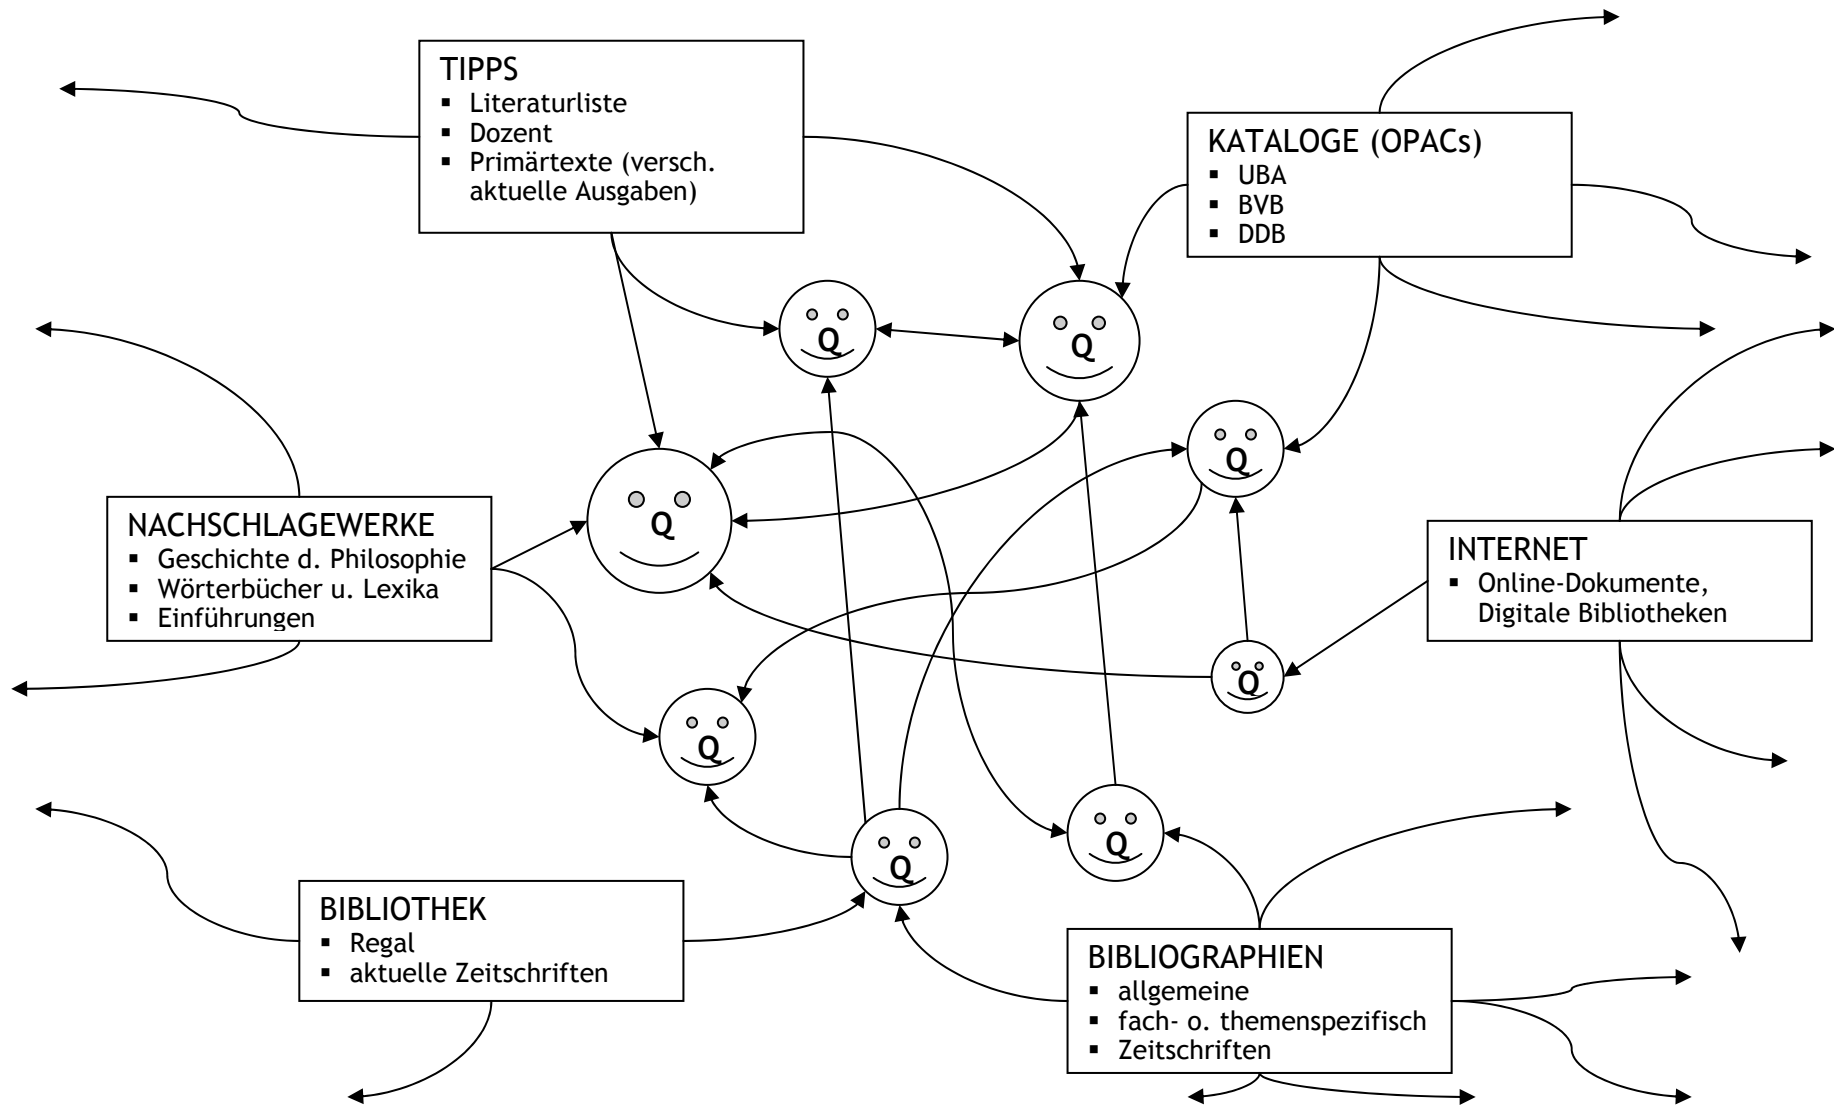 TIPPS
▪ Literaturliste
▪ Dozent
▪ Primärtexte (versch.
aktuelle Ausgaben)
KATALOGE (OPACs)
▪ UBA
▪ BVB
▪ DDB
Q
Q
Q
Q
NACHSCHLAGEWERKE
▪ Geschichte d. Philosophie
▪ Wörterbücher u. Lexika
▪ Einführungen
INTERNET
▪ Online-Dokumente,
Digitale Bibliotheken
Q
Q
Q
Q
BIBLIOTHEK
▪ Regal
▪ aktuelle Zeitschriften
BIBLIOGRAPHIEN
▪ allgemeine
▪ fach- o. themenspezifisch
▪ Zeitschriften